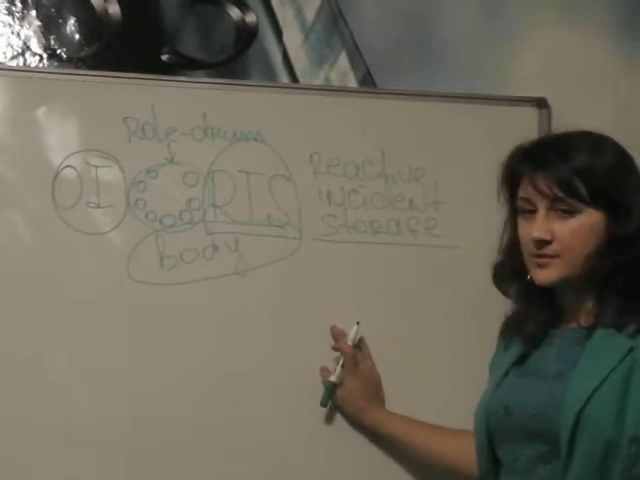 Role-drum
OI
RIS
body
Reactive
incident
storage